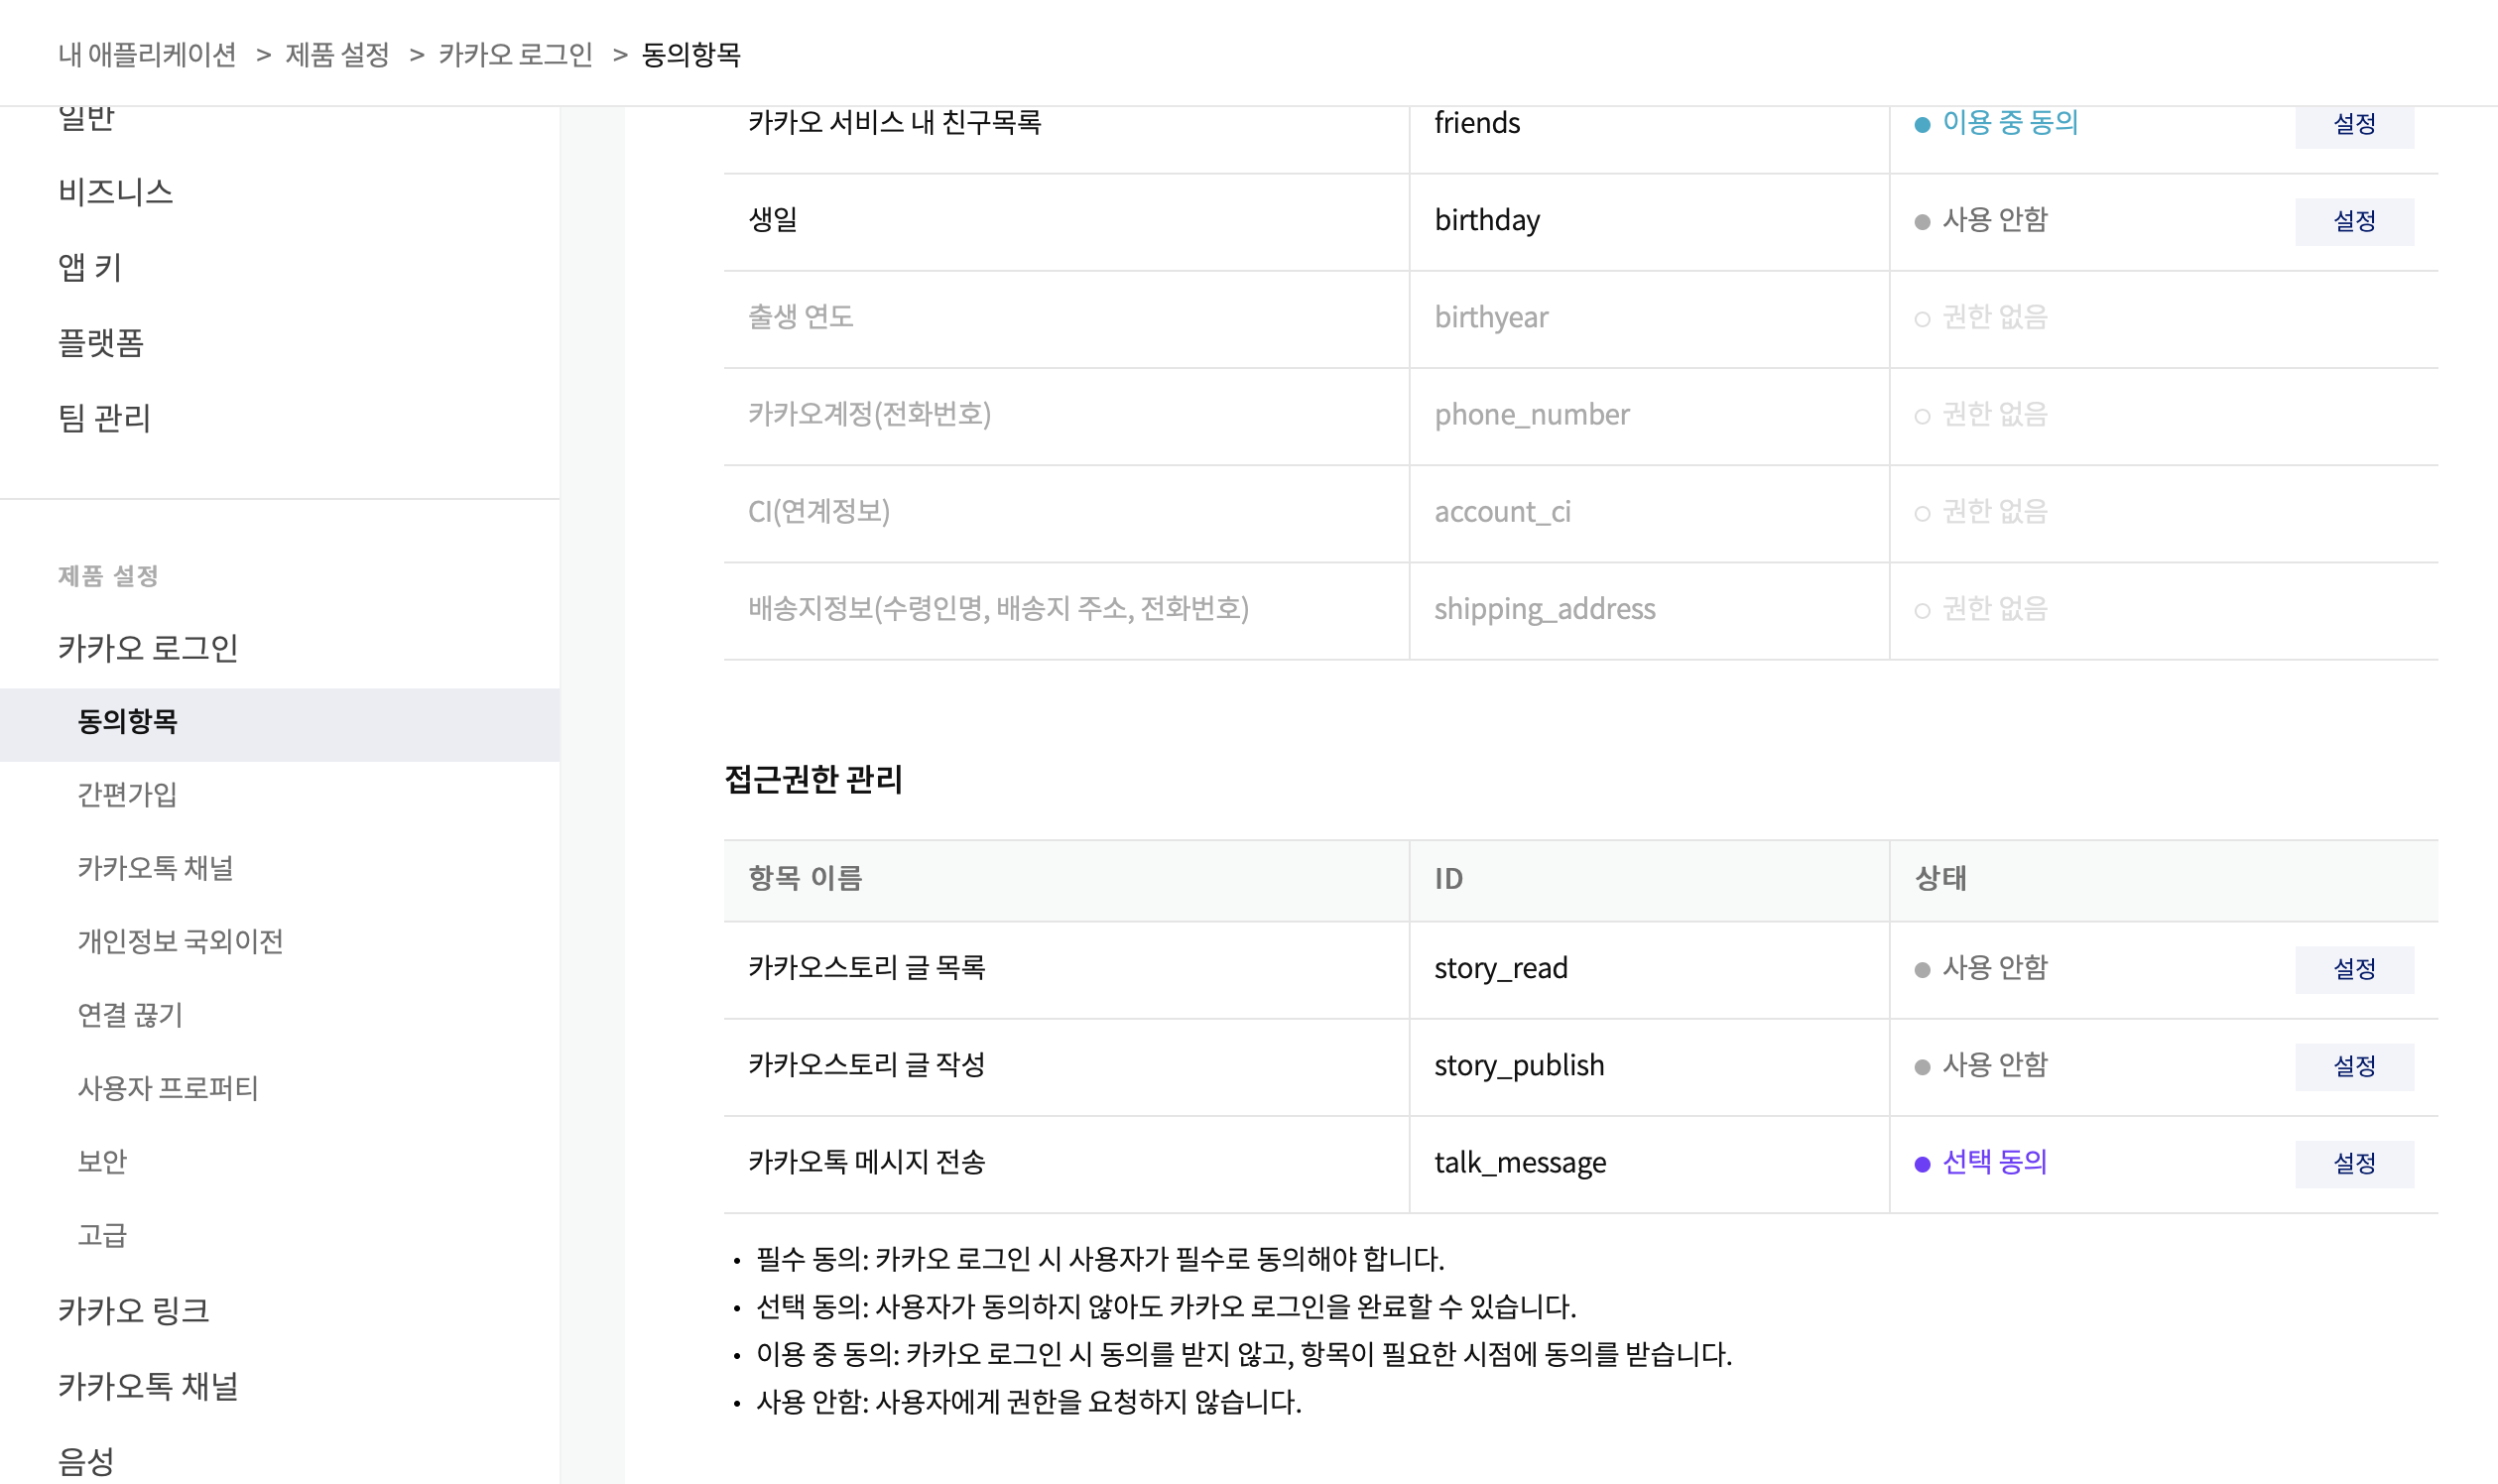 내 애플리케이션 > 제품 설정 > 카카오 로그인 > 동의항목
일반
비즈니스
앱 키
플랫폼
팀 관리
제품 설정
카카오 로그인
동의항목
간편가입
카카오톡 채널
개인정보 국외이전
연결 끊기
사용자 프로퍼티
보안
고급
카카오 링크
카카오톡 채널
음성
카카오 서비스 내 친구목록 friends 이용 중 동의 설정
생일 birthday 사용 안함 설정
출생 연도 birthyear 권한 없음
카카오계정(전화번호) phone_number 권한 없음
CI(연계정보) account_ci 권한 없음
배송지정보(수령인명, 배송지 주소, 전화번호) shipping_address 권한 없음
접근권한 관리
항목 이름 ID 상태
카카오스토리 글 목록 story_read 사용 안함 설정
카카오스토리 글 작성 story_publish 사용 안함 설정
카카오톡 메시지 전송 talk_message 선택 동의 설정
• 필수 동의: 카카오 로그인 시 사용자가 필수로 동의해야 합니다.
• 선택 동의: 사용자가 동의하지 않아도 카카오 로그인을 완료할 수 있습니다.
• 이용 중 동의: 카카오 로그인 시 동의를 받지 않고, 항목이 필요한 시점에 동의를 받습니다.
• 사용 안함: 사용자에게 권한을 요청하지 않습니다.